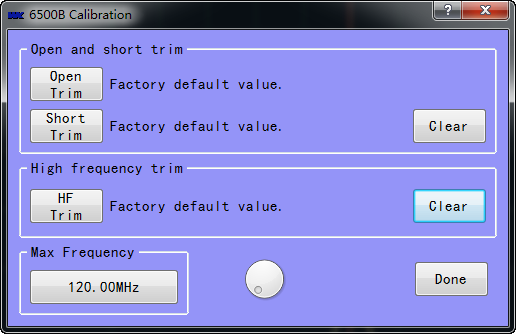 6500B Calibration
Open and short trim
Open
Trim
Factory default value.
Short
Trim
Factory default value.
Clear
High frequency trim
HF
Trim
Factory default value.
Clear
Max Frequency
120.00MHz
Done